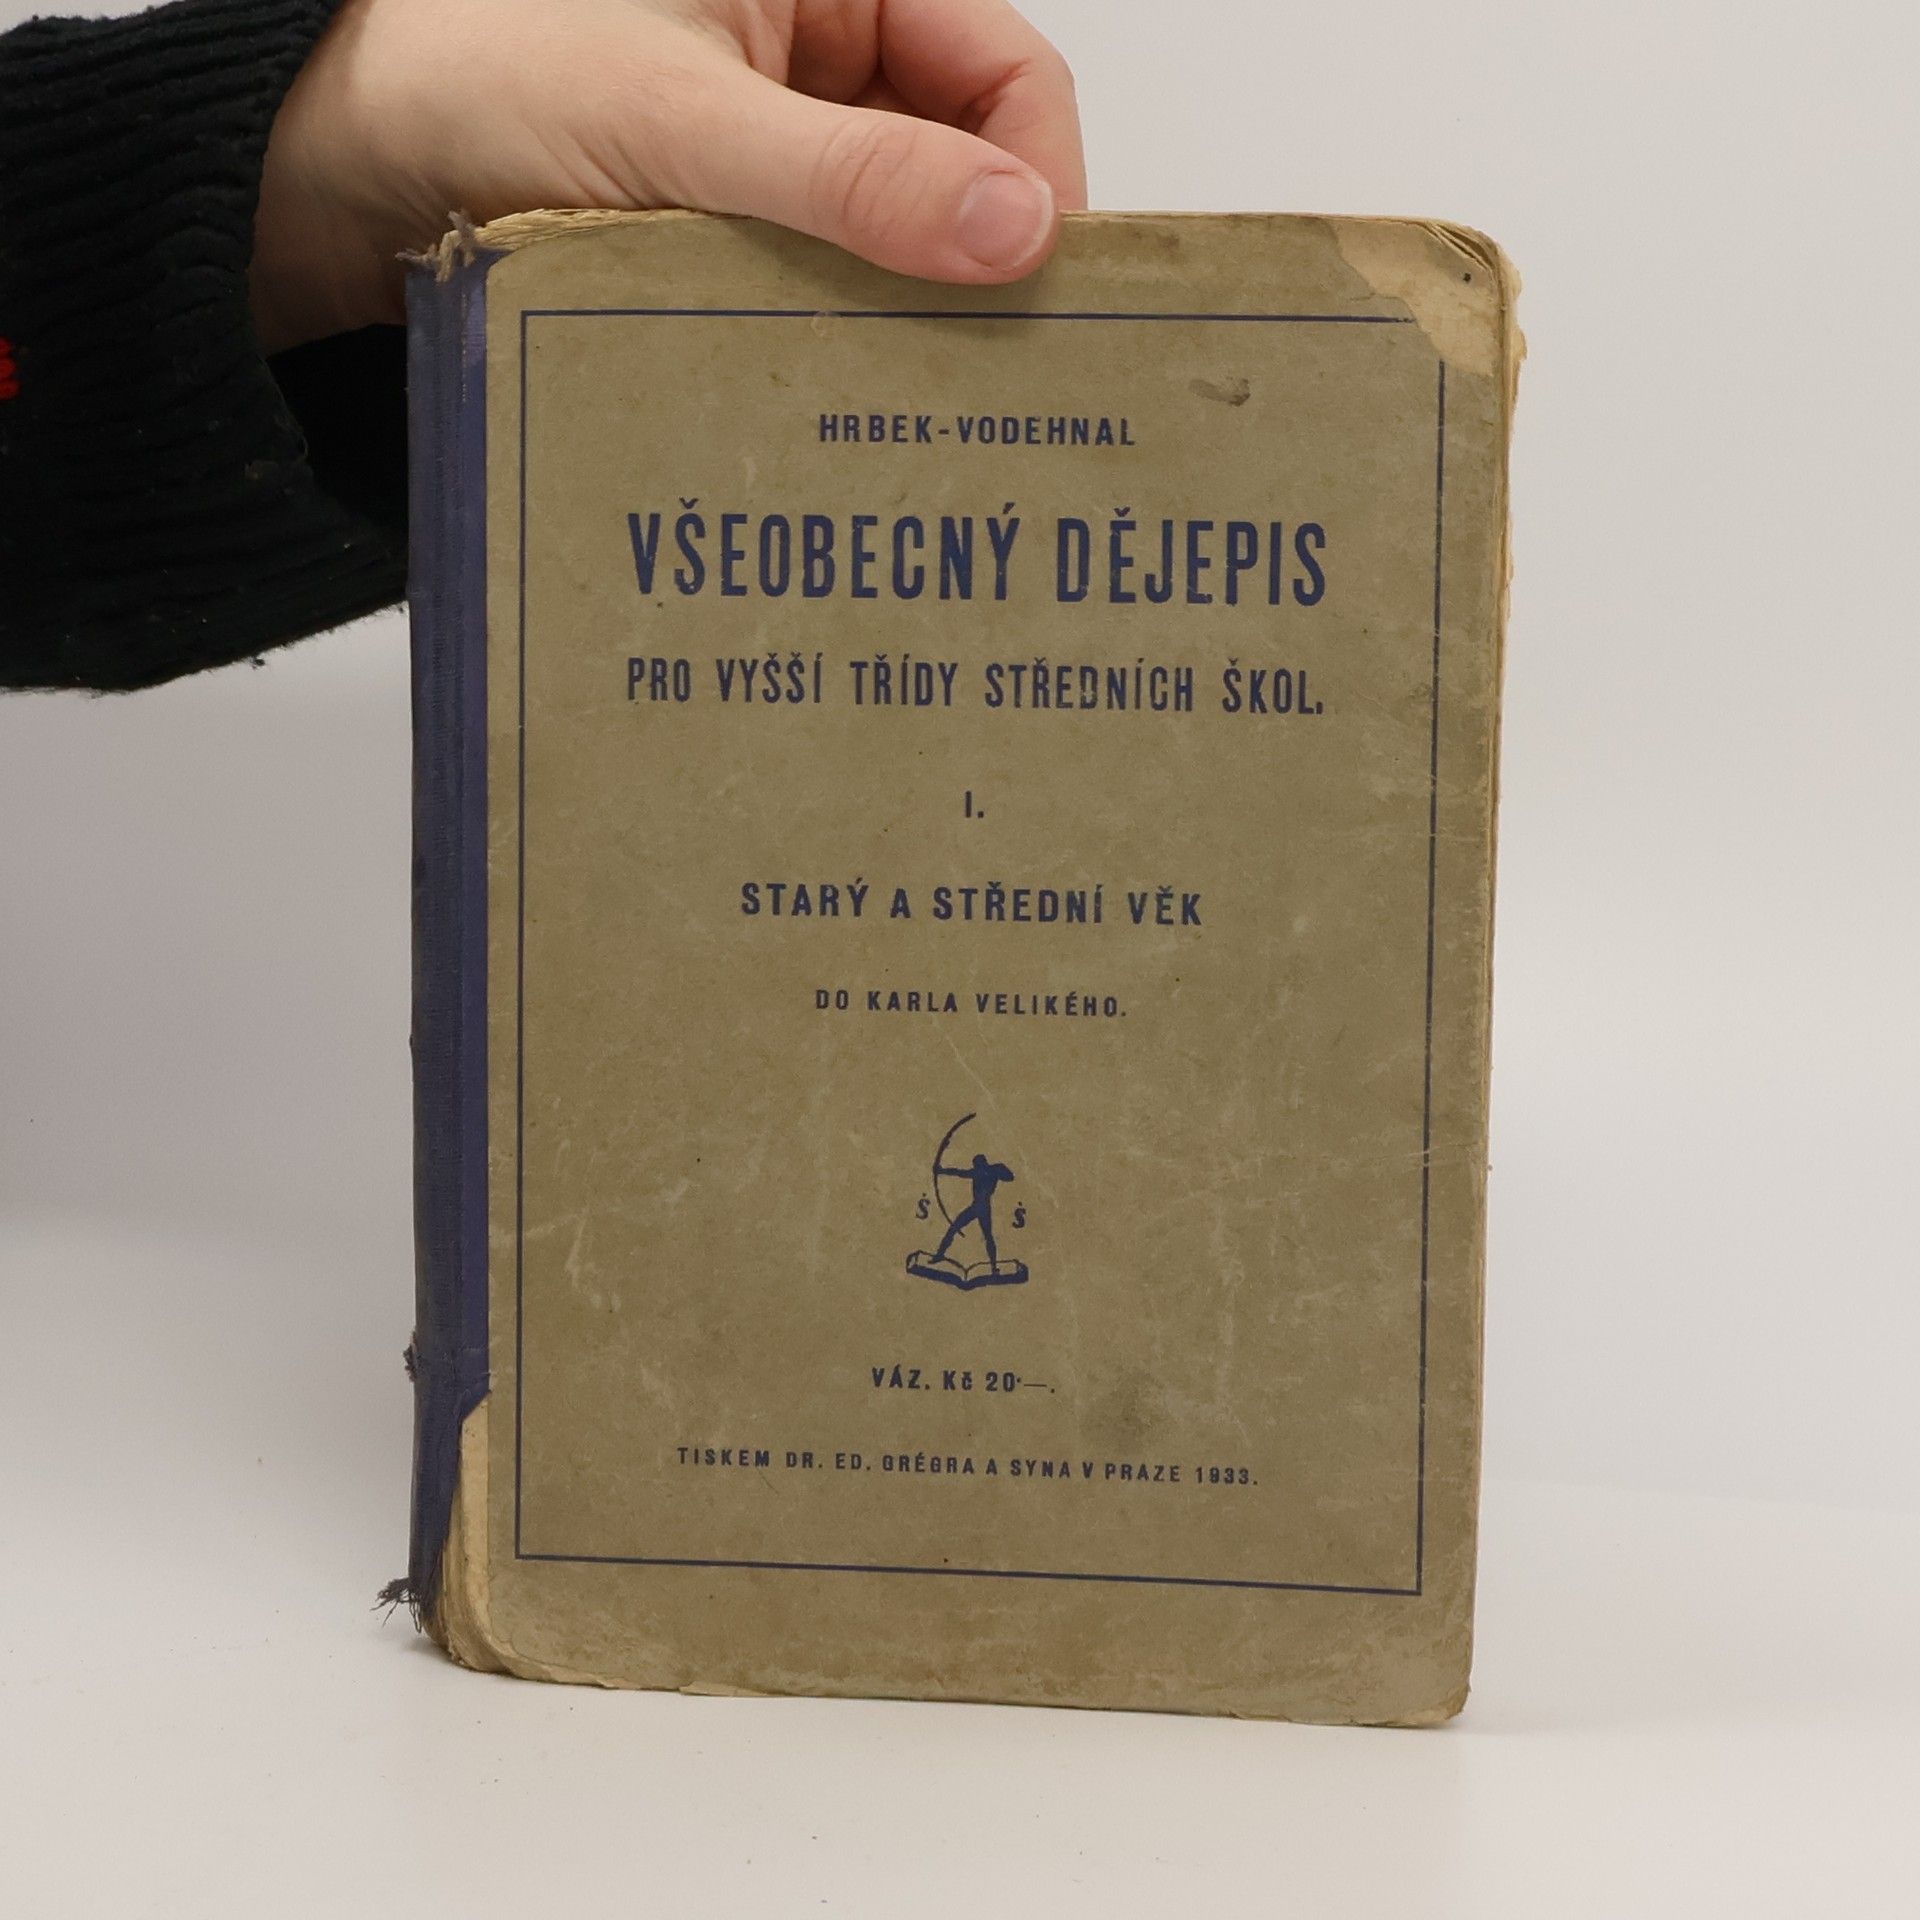 HRBEK-VODEHNAL
VŠEOBECNÝ DĚJEPIS
PRO VYŠŠÍ TŘÍDY STŘEDNÍCH ŠKOL.
I.
STARÝ A STŘEDNÍ VĚK
DO KARLA VELIKÉHO.
Š Š
VÁZ. Kč 20·—.
TISKEM DR. ED. GRÉGRA A SYNA V PRAZE 1933.